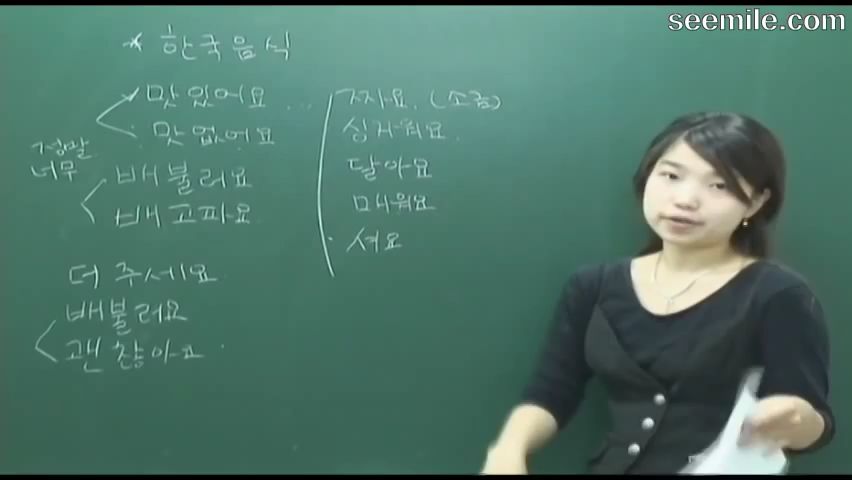 seemile.com
* 한국음식
맛있어요 ...
맛없어요
정말
너무
배불러요
배고파요
더 주세요
배불러요
괜찮아요
짜요. (소금)
싱거워요
달아요
매워요
셔요